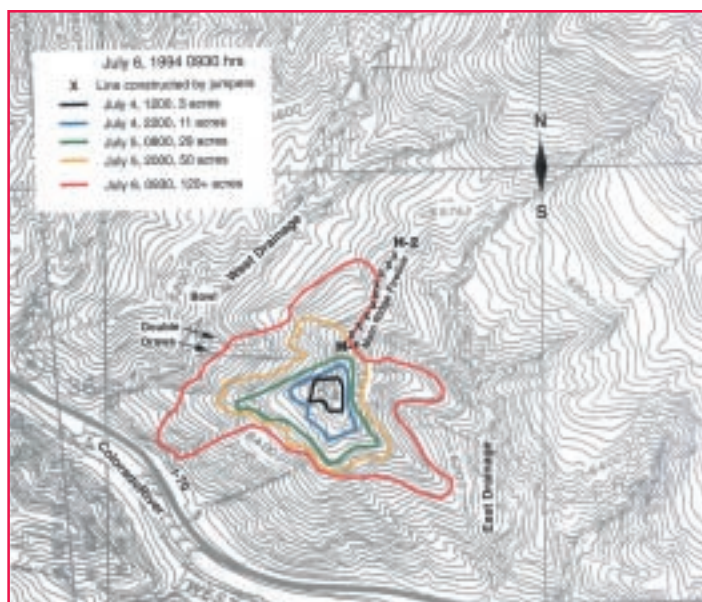 July 6, 1994 0930 hrs
X Line constructed by jumpers
July 4, 1200, 3 acres
July 4, 2200, 11 acres
July 5, 0800, 29 acres
July 5, 2000, 50 acres
July 6, 0930, 120+ acres
N
S
H-2
West Drainage
Main Ridge
Bowl
Double
Draws
East Drainage
Colorado River
I-70